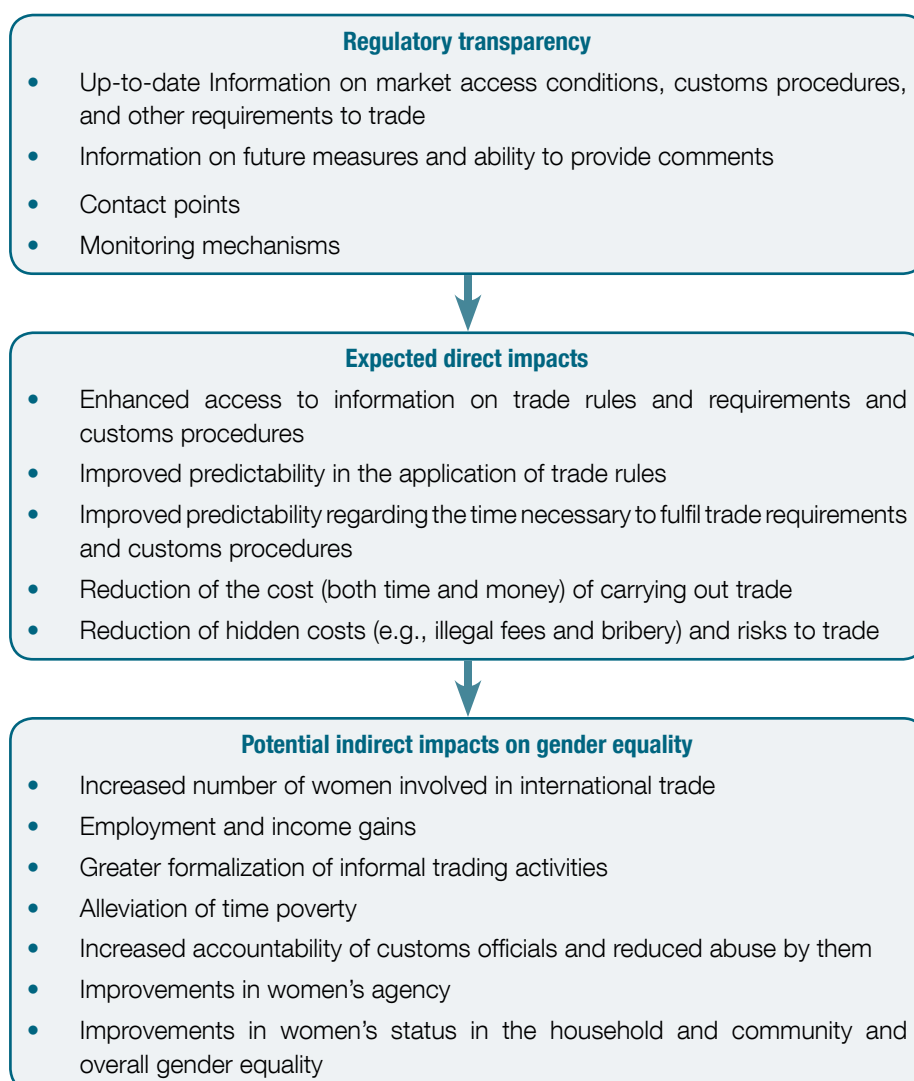 Regulatory transparency
• Up-to-date Information on market access conditions, customs procedures,
and other requirements to trade
• Information on future measures and ability to provide comments
• Contact points
• Monitoring mechanisms
Expected direct impacts
• Enhanced access to information on trade rules and requirements and
customs procedures
• Improved predictability in the application of trade rules
• Improved predictability regarding the time necessary to fulfil trade requirements
and customs procedures
• Reduction of the cost (both time and money) of carrying out trade
• Reduction of hidden costs (e.g., illegal fees and bribery) and risks to trade
Potential indirect impacts on gender equality
• Increased number of women involved in international trade
• Employment and income gains
• Greater formalization of informal trading activities
• Alleviation of time poverty
• Increased accountability of customs officials and reduced abuse by them
• Improvements in women’s agency
• Improvements in women’s status in the household and community and
overall gender equality